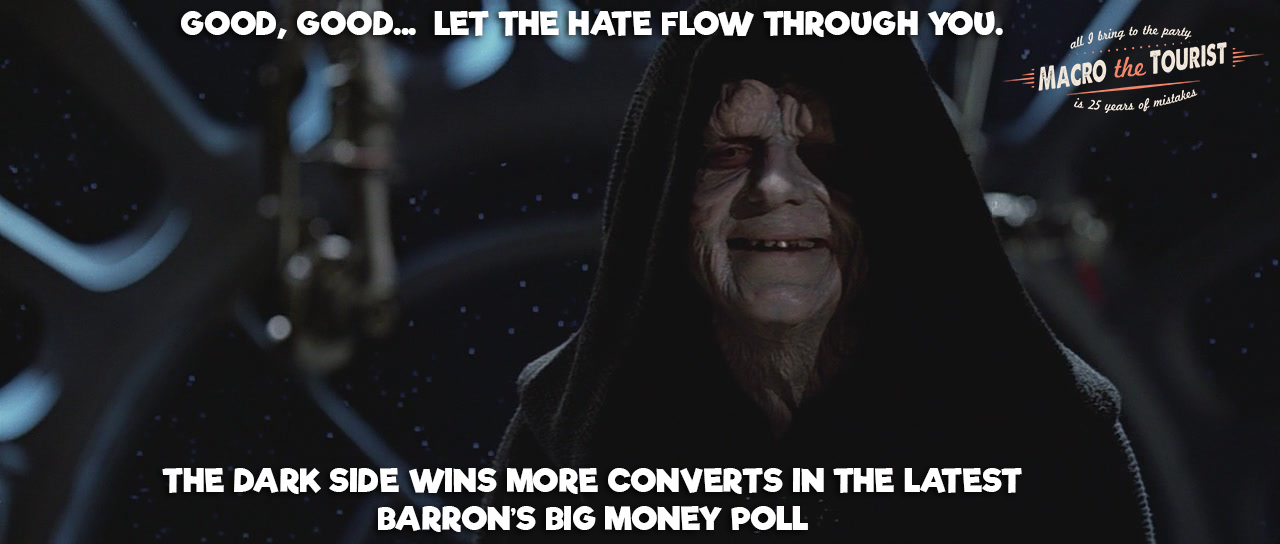 GOOD, GOOD... LET THE HATE FLOW THROUGH YOU.
all I bring to the party
MACRO the TOURIST
is 25 years of mistakes
THE DARK SIDE WINS MORE CONVERTS IN THE LATEST
BARRON'S BIG MONEY POLL